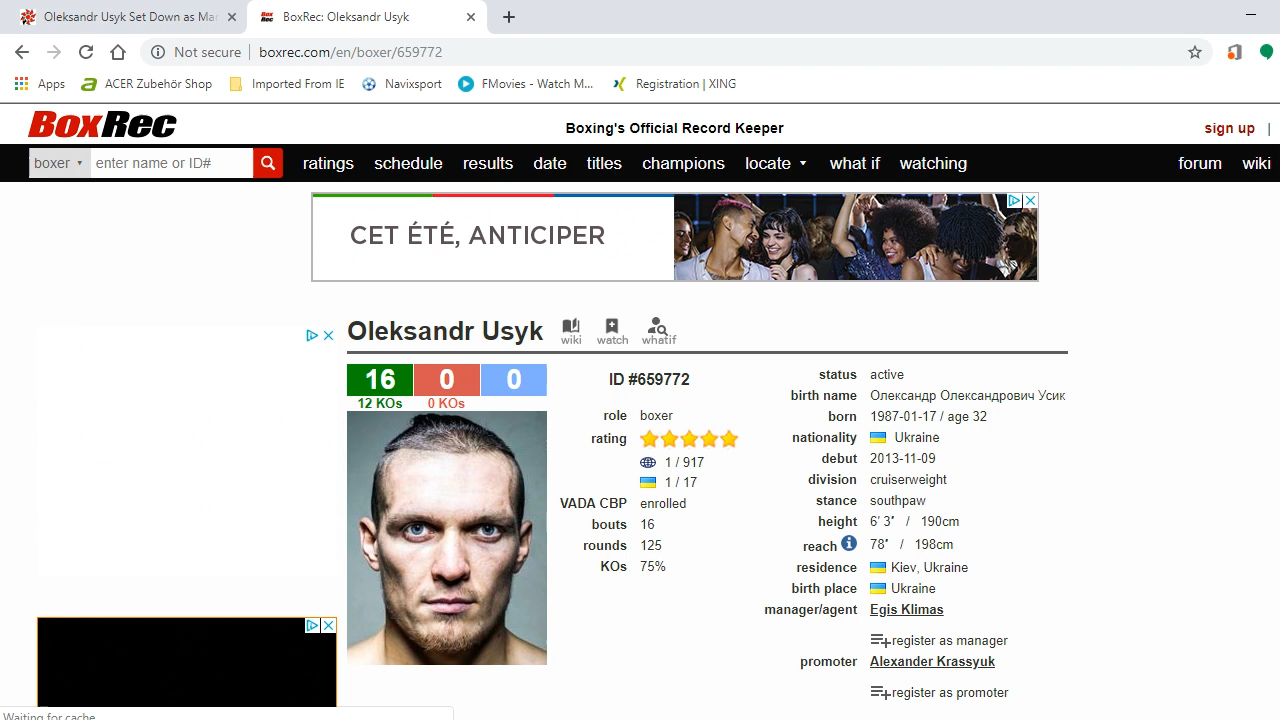 Oleksandr Usyk Set Down as Mar
BoxRec: Oleksandr Usyk
Not secure
boxrec.com/en/boxer/659772
Apps
ACER Zubehör Shop
Imported From IE
Navixsport
FMovies - Watch M...
Registration | XING
BoxRec
Boxing's Official Record Keeper
sign up |
boxer
enter name or ID#
ratings schedule results date titles champions locate what if watching
forum wiki
CET ÉTÉ, ANTICIPER
Oleksandr Usyk
wiki watch whatif
16 0 0
12 KOs 0 KOs
ID #659772
role boxer
rating
1 / 917
1 / 17
VADA CBP enrolled
bouts 16
rounds 125
KOs 75%
status active
birth name Олександр Олександрович Усик
born 1987-01-17 / age 32
nationality Ukraine
debut 2013-11-09
division cruiserweight
stance southpaw
height 6′ 3″ / 190cm
reach 78″ / 198cm
residence Kiev, Ukraine
birth place Ukraine
manager/agent Egis Klimas
register as manager
promoter Alexander Krassyuk
register as promoter
Waiting for cache